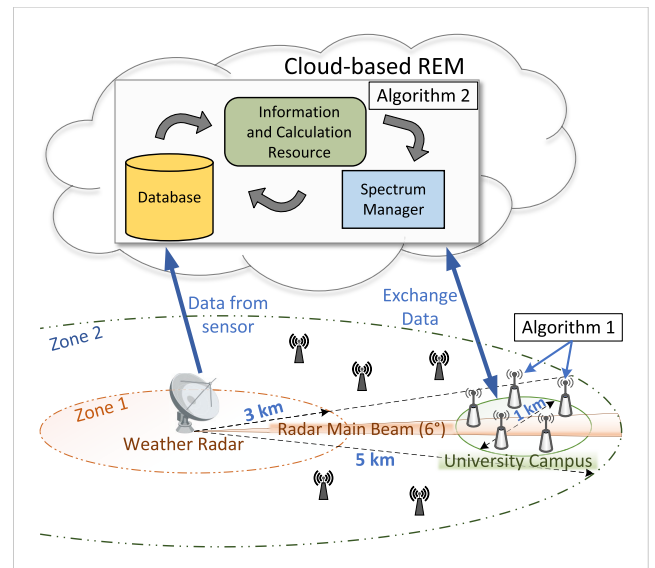 Cloud-based REM
Algorithm 2
Information
and Calculation
Resource
Database
Spectrum
Manager
Data from
sensor
Exchange
Data
Algorithm 1
Zone 2
Zone 1
3 km
1 km
Radar Main Beam (6°)
Weather Radar
5 km
University Campus